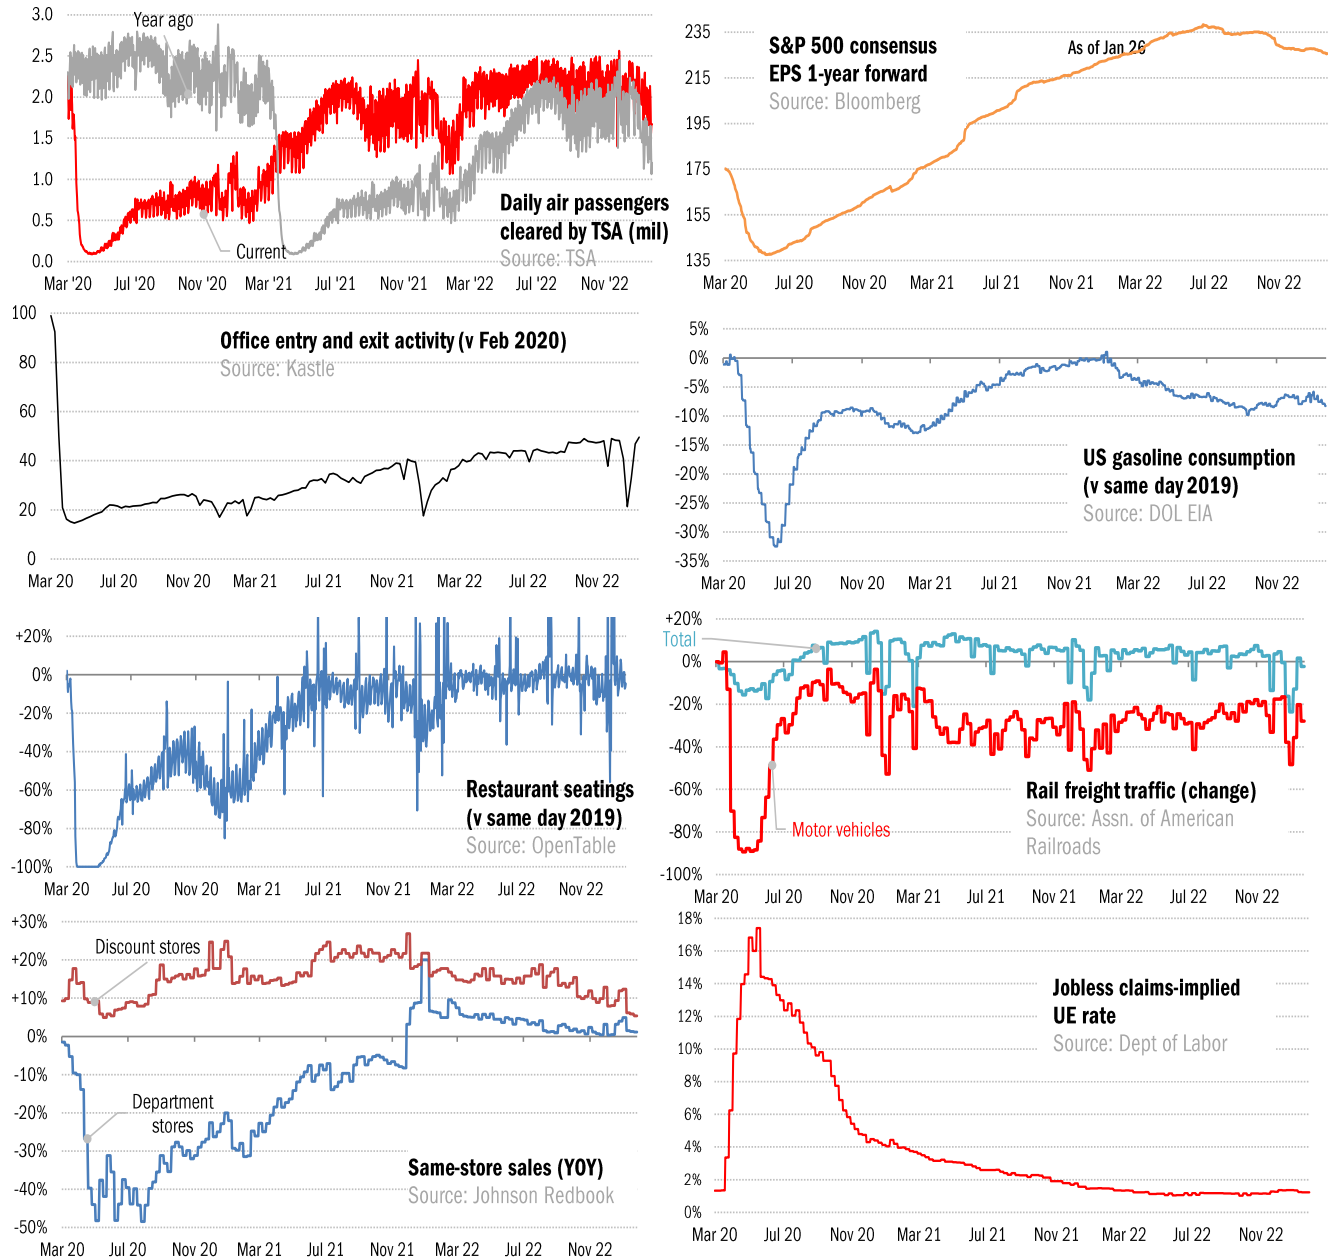 3.0
2.5
2.0
1.5
1.0
0.5
0.0
Year ago
Current
Daily air passengers
cleared by TSA (mil)
Source: TSA
Mar '20 Jul '20 Nov '20 Mar '21 Jul '21 Nov '21 Mar '22 Jul '22 Nov '22
235
215
195
175
155
135
S&P 500 consensus
EPS 1-year forward
Source: Bloomberg
As of Jan 26
Mar 20 Jul 20 Nov 20 Mar 21 Jul 21 Nov 21 Mar 22 Jul 22 Nov 22
100
80
60
40
20
0
Office entry and exit activity (v Feb 2020)
Source: Kastle
Mar 20 Jul 20 Nov 20 Mar 21 Jul 21 Nov 21 Mar 22 Jul 22 Nov 22
5%
0%
-5%
-10%
-15%
-20%
-25%
-30%
-35%
US gasoline consumption
(v same day 2019)
Source: DOL EIA
Mar 20 Jul 20 Nov 20 Mar 21 Jul 21 Nov 21 Mar 22 Jul 22 Nov 22
+20%
0%
-20%
-40%
-60%
-80%
-100%
Restaurant seatings
(v same day 2019)
Source: OpenTable
Mar 20 Jul 20 Nov 20 Mar 21 Jul 21 Nov 21 Mar 22 Jul 22 Nov 22
+20%
0%
-20%
-40%
-60%
-80%
-100%
Total
Motor vehicles
Rail freight traffic (change)
Source: Assn. of American
Railroads
Mar 20 Jul 20 Nov 20 Mar 21 Jul 21 Nov 21 Mar 22 Jul 22 Nov 22
+30%
+20%
+10%
0%
-10%
-20%
-30%
-40%
-50%
Discount stores
Department
stores
Same-store sales (YOY)
Source: Johnson Redbook
Mar 20 Jul 20 Nov 20 Mar 21 Jul 21 Nov 21 Mar 22 Jul 22 Nov 22
18%
16%
14%
12%
10%
8%
6%
4%
2%
0%
Jobless claims-implied
UE rate
Source: Dept of Labor
Mar 20 Jul 20 Nov 20 Mar 21 Jul 21 Nov 21 Mar 22 Jul 22 Nov 22